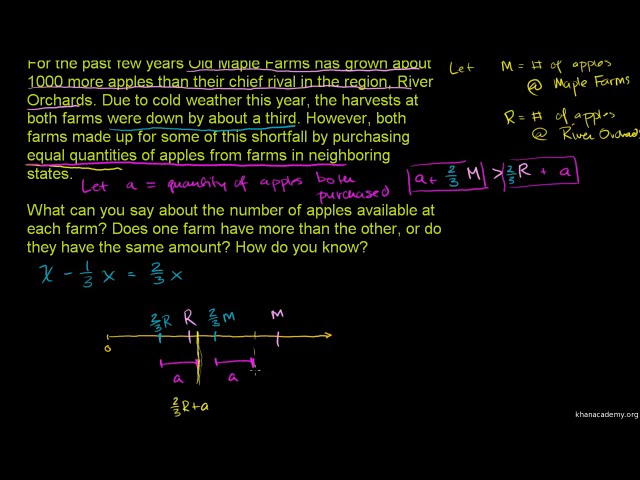 For the past few years Old Maple Farms has grown about
1000 more apples than their chief rival in the region, River
Orchards. Due to cold weather this year, the harvests at
both farms were down by about a third. However, both
farms made up for some of this shortfall by purchasing
equal quantities of apples from farms in neighboring
states.
Let M = # of apples
@ Maple Farms
R = # of apples
@ River Orchards
Let a = quantity of apples both
purchased
a + 2/3 M > 2/3 R + a
What can you say about the number of apples available at
each farm? Does one farm have more than the other, or do
they have the same amount? How do you know?
x - 1/3 x = 2/3 x
2/3 R R 2/3 M M
0
a a
2/3 R + a
khanacademy.org